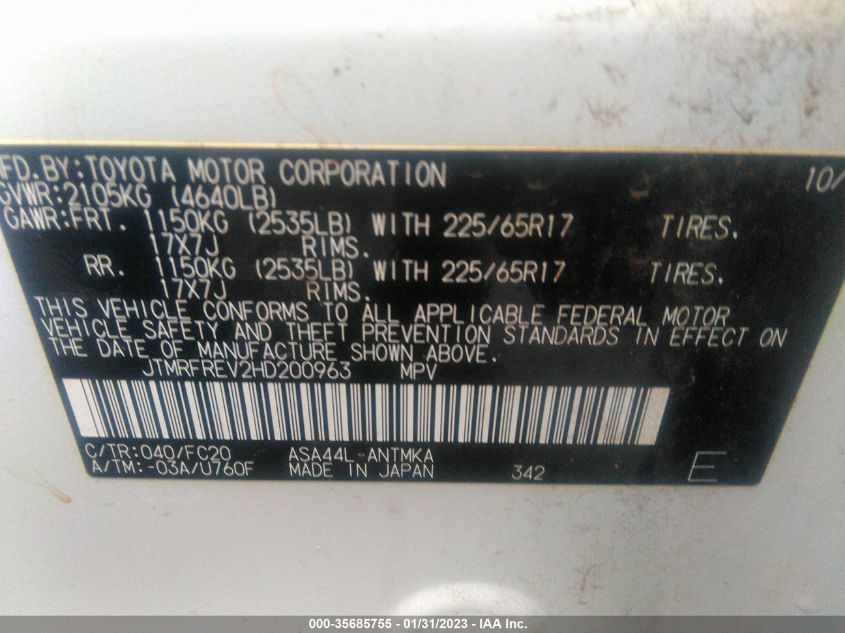 FD.BY:TOYOTA MOTOR CORPORATION 10/
GVWR:2105KG (4640LB)
GAWR:FRT. 1150KG (2535LB) WITH 225/65R17 TIRES.
17X7J RIMS.
RR. 1150KG (2535LB) WITH 225/65R17 TIRES.
17X7J RIMS.
THIS VEHICLE CONFORMS TO ALL APPLICABLE FEDERAL MOTOR
VEHICLE SAFETY AND THEFT PREVENTION STANDARDS IN EFFECT ON
THE DATE OF MANUFACTURE SHOWN ABOVE.
JTMRFREV2HD200963 MPV
C/TR:040/FC20 ASA44L-ANTMKA
A/TM:-03A/U760F MADE IN JAPAN 342 E
000-35685755 - 01/31/2023 - IAA Inc.